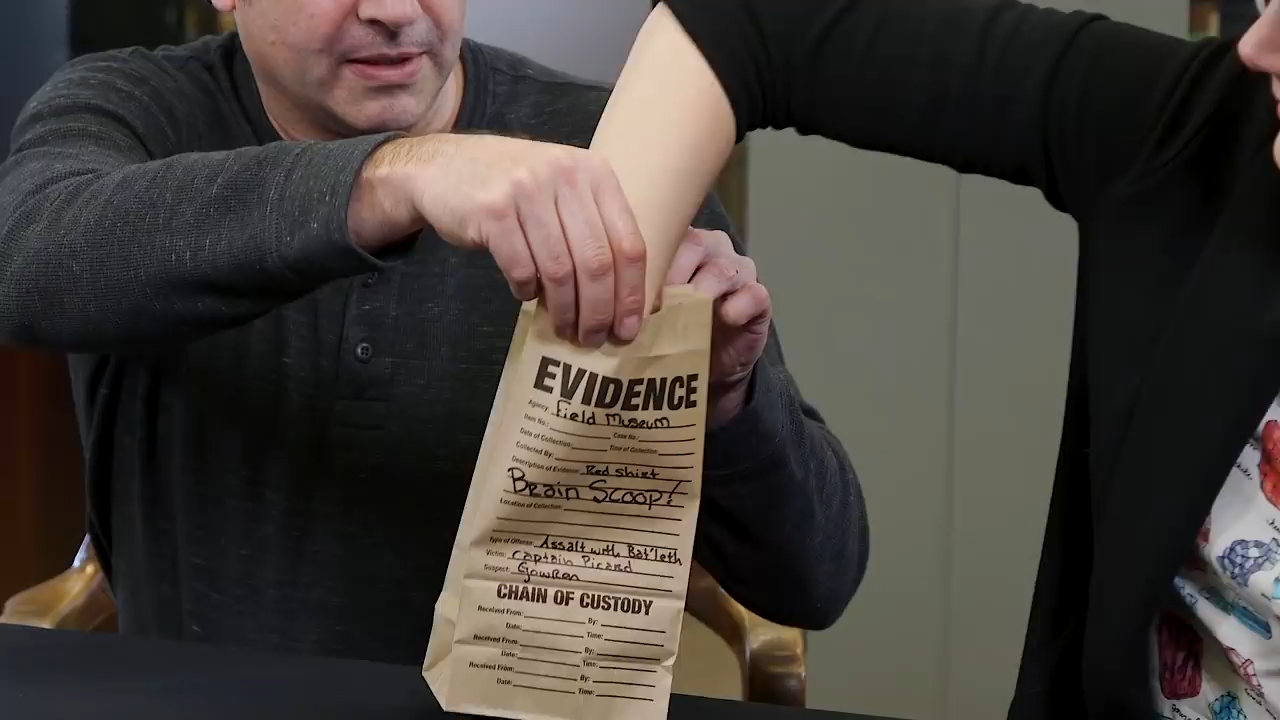 EVIDENCE
Agency: Field Museum
Item No.: Case No.:
Date of Collection: Time of Collection:
Collected By:
Description of Evidence: Red shirt
Brain Scoop!
Location of Collection:
Type of Offense: Assalt with Bat'leth
Victim: Captain Picard
Suspect: GowRon
CHAIN OF CUSTODY
Received From: By:
Date: Time:
Received From: By:
Date: Time:
Received From: By:
Date: Time: